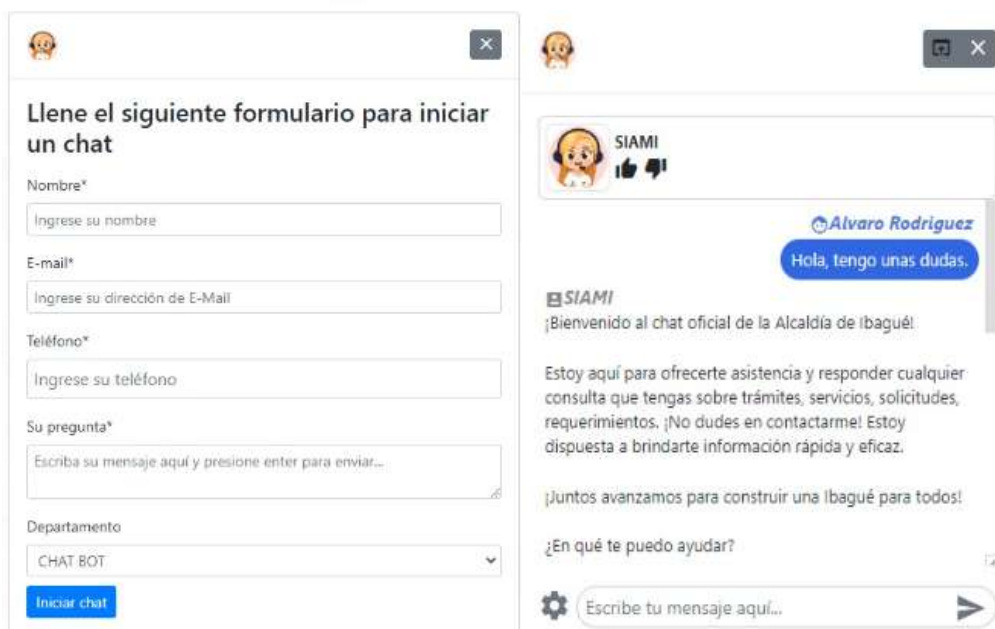 Llene el siguiente formulario para iniciar
un chat
Nombre*
Ingrese su nombre
E-mail*
Ingrese su dirección de E-Mail
Teléfono*
Ingrese su teléfono
Su pregunta*
Escriba su mensaje aquí y presione enter para enviar...
Departamento
CHAT BOT
Iniciar chat
SIAMI
Alvaro Rodriguez
Hola, tengo unas dudas.
SIAMI
¡Bienvenido al chat oficial de la Alcaldía de Ibagué!
Estoy aquí para ofrecerte asistencia y responder cualquier
consulta que tengas sobre trámites, servicios, solicitudes,
requerimientos. ¡No dudes en contactarme! Estoy
dispuesta a brindarte información rápida y eficaz.
¡Juntos avanzamos para construir una Ibagué para todos!
¿En qué te puedo ayudar?
Escribe tu mensaje aquí...